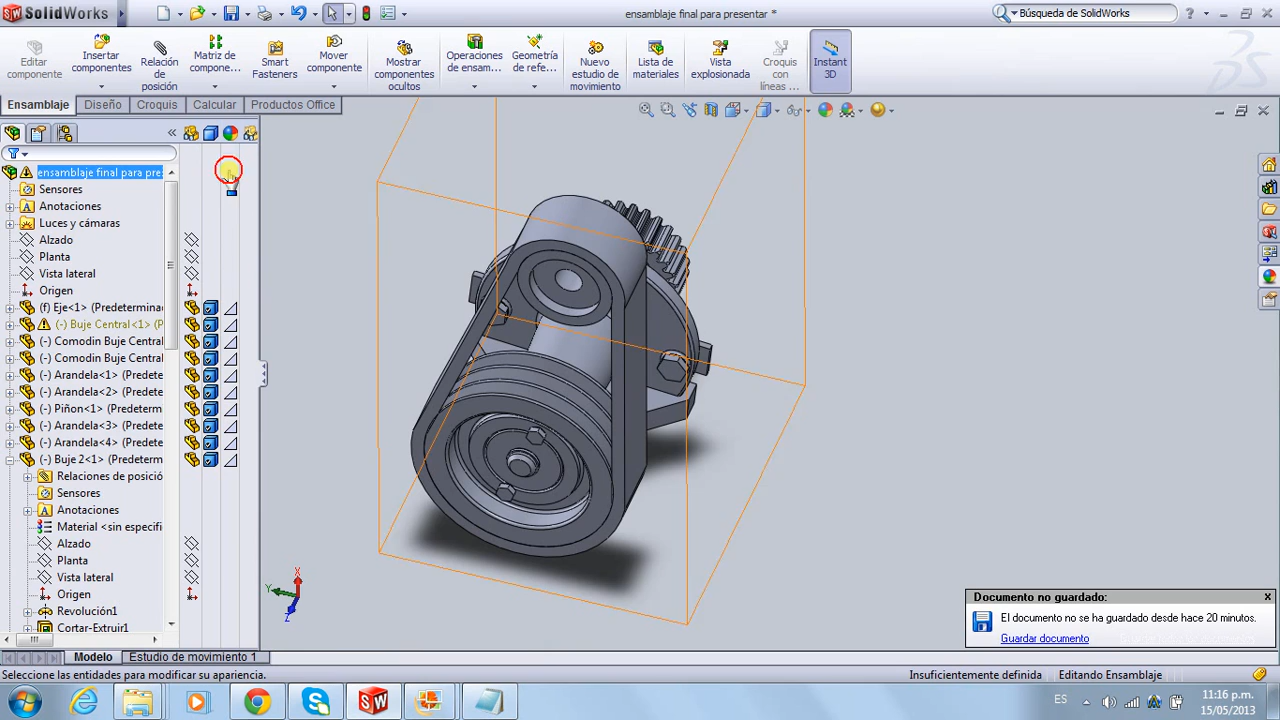 SolidWorks
ensamblaje final para presentar *
Búsqueda de SolidWorks
Editar
componente
Insertar
componentes
Relación
de
posición
Matriz de
compone...
Smart
Fasteners
Mover
componente
Mostrar
componentes
ocultos
Operaciones
de ensam...
Geometría
de refe...
Nuevo
estudio de
movimiento
Lista de
materiales
Vista
explosionada
Croquis
con
líneas ...
Instant
3D
Ensamblaje
Diseño
Croquis
Calcular
Productos Office
ensamblaje final para pre
Sensores
Anotaciones
Luces y cámaras
Alzado
Planta
Vista lateral
Origen
(f) Eje<1> (Predetermina
(-) Buje Central<1> (P
(-) Comodin Buje Central
(-) Comodin Buje Central
(-) Arandela<1> (Predete
(-) Arandela<2> (Predete
(-) Piñon<1> (Predeterm
(-) Arandela<3> (Predete
(-) Arandela<4> (Predete
(-) Buje 2<1> (Predeterm
Relaciones de posició
Sensores
Anotaciones
Material <sin especifi
Alzado
Planta
Vista lateral
Origen
Revolución1
Cortar-Extruir1
X
Y
Z
Documento no guardado:
El documento no se ha guardado desde hace 20 minutos.
Guardar documento
Modelo
Estudio de movimiento 1
Seleccione las entidades para modificar su apariencia.
Insuficientemente definida
Editando Ensamblaje
ES
11:16 p.m.
15/05/2013